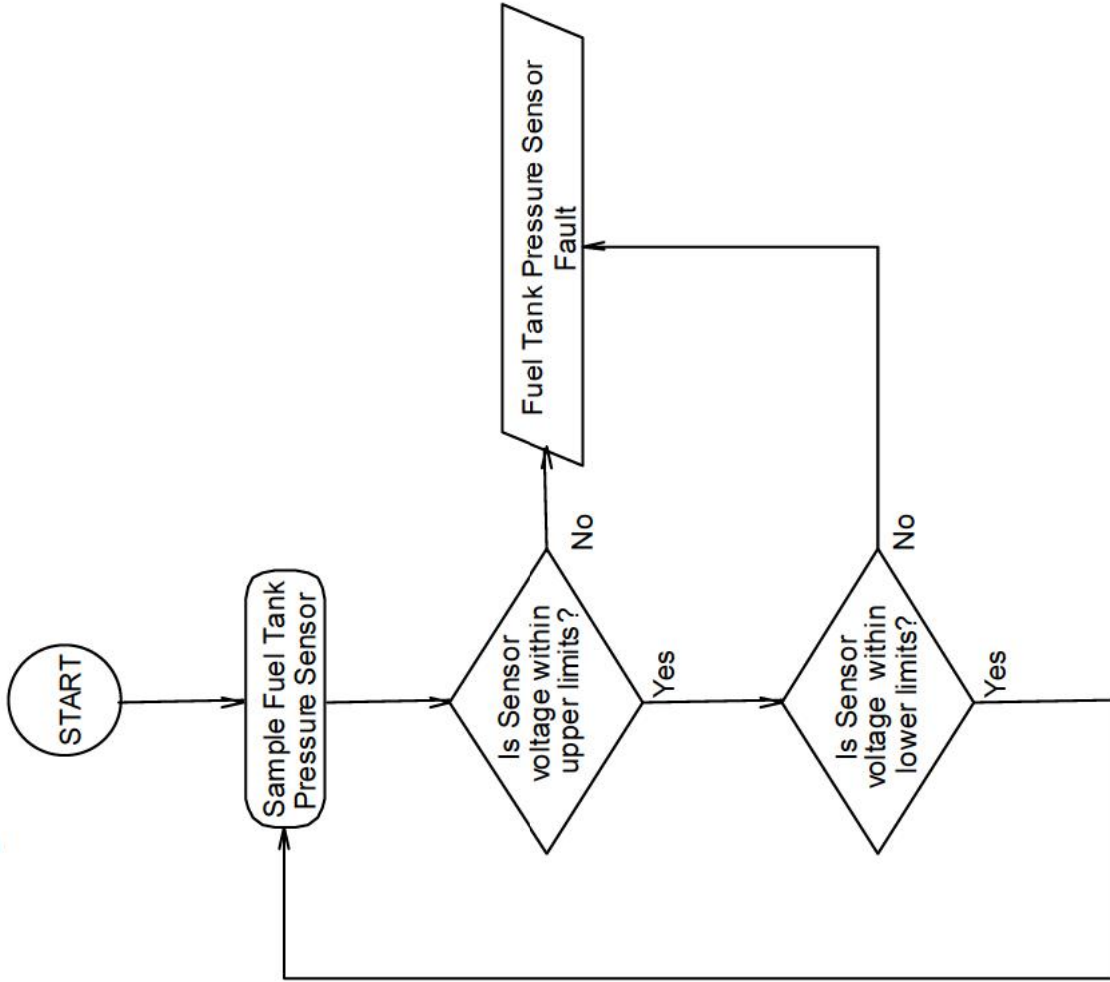 START
Sample Fuel Tank
Pressure Sensor
Is Sensor
voltage within
upper limits?
No
Fuel Tank Pressure Sensor
Fault
Yes
Is Sensor
voltage within
lower limits?
No
Yes